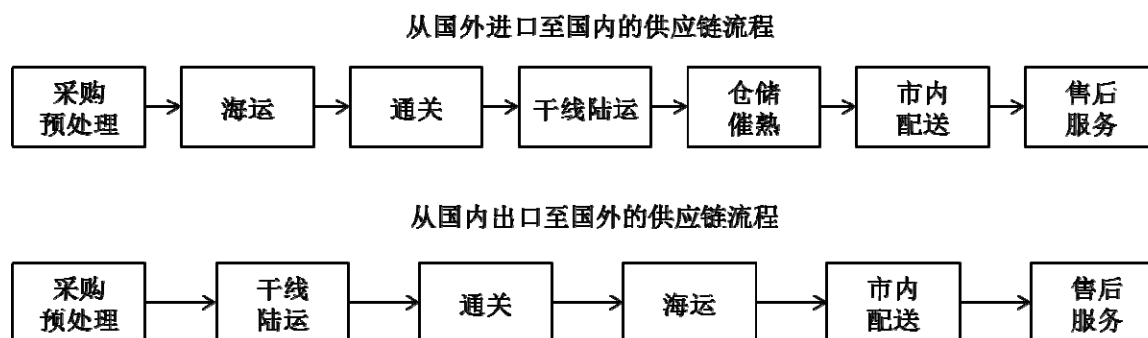 从国外进口至国内的供应链流程
采购
预处理
海运
通关
干线陆运
仓储
催熟
市内
配送
售后
服务
从国内出口至国外的供应链流程
采购
预处理
干线
陆运
通关
海运
市内
配送
售后
服务